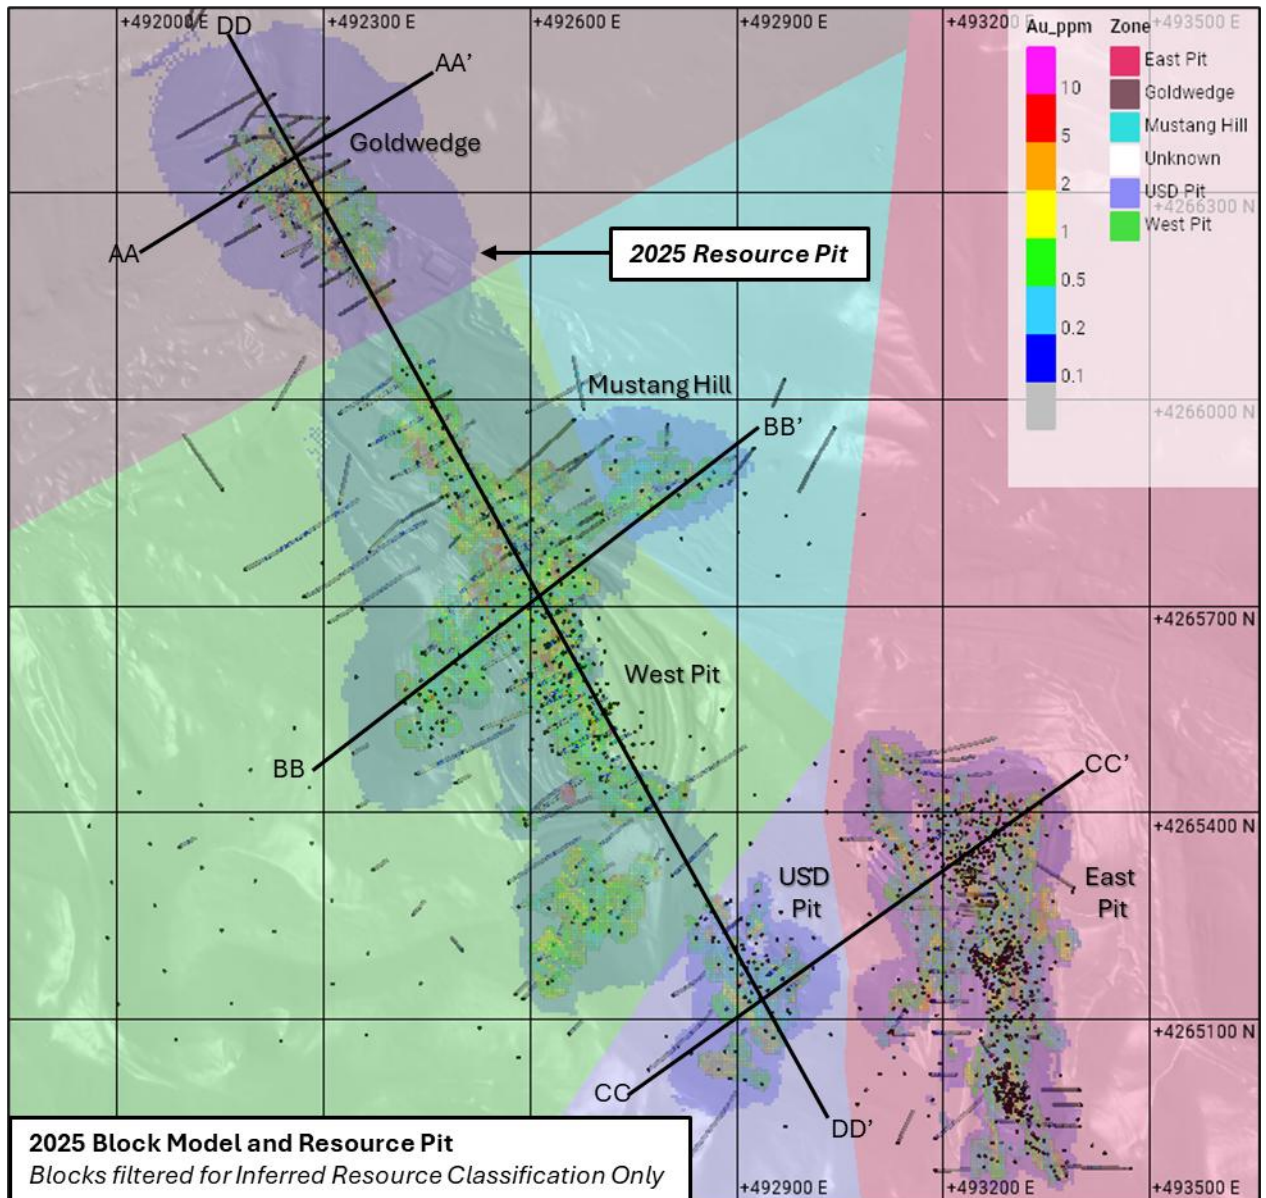 +492000 E
+492300 E
+492600 E
+492900 E
+493200 E
+493500 E
DD
AA'
Au_ppm
Zone
10
5
2
1
0.5
0.2
0.1
East Pit
Goldwedge
Mustang Hill
Unknown
USD Pit
West Pit
Goldwedge
+4266300 N
AA
2025 Resource Pit
Mustang Hill
+4266000 N
BB'
+4265700 N
West Pit
BB
CC'
+4265400 N
USD
Pit
East
Pit
+4265100 N
CC
DD'
2025 Block Model and Resource Pit
Blocks filtered for Inferred Resource Classification Only
+492900 E
+493200 E
+493500 E